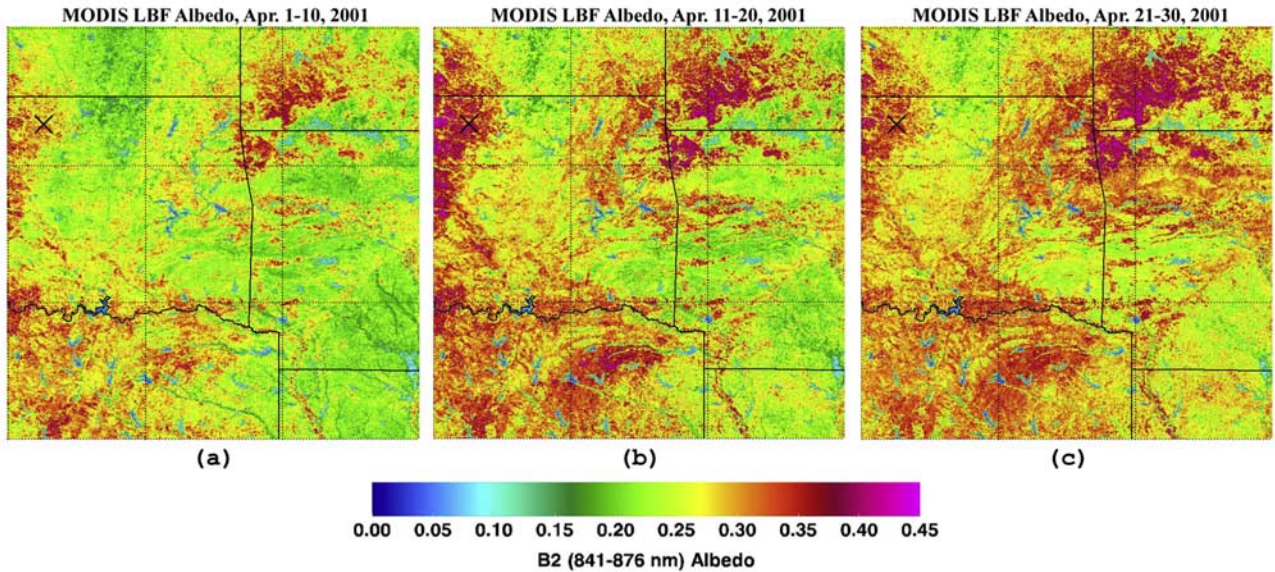 MODIS LBF Albedo, Apr. 1-10, 2001
MODIS LBF Albedo, Apr. 11-20, 2001
MODIS LBF Albedo, Apr. 21-30, 2001
(a)
(b)
(c)
0.00 0.05 0.10 0.15 0.20 0.25 0.30 0.35 0.40 0.45
B2 (841-876 nm) Albedo